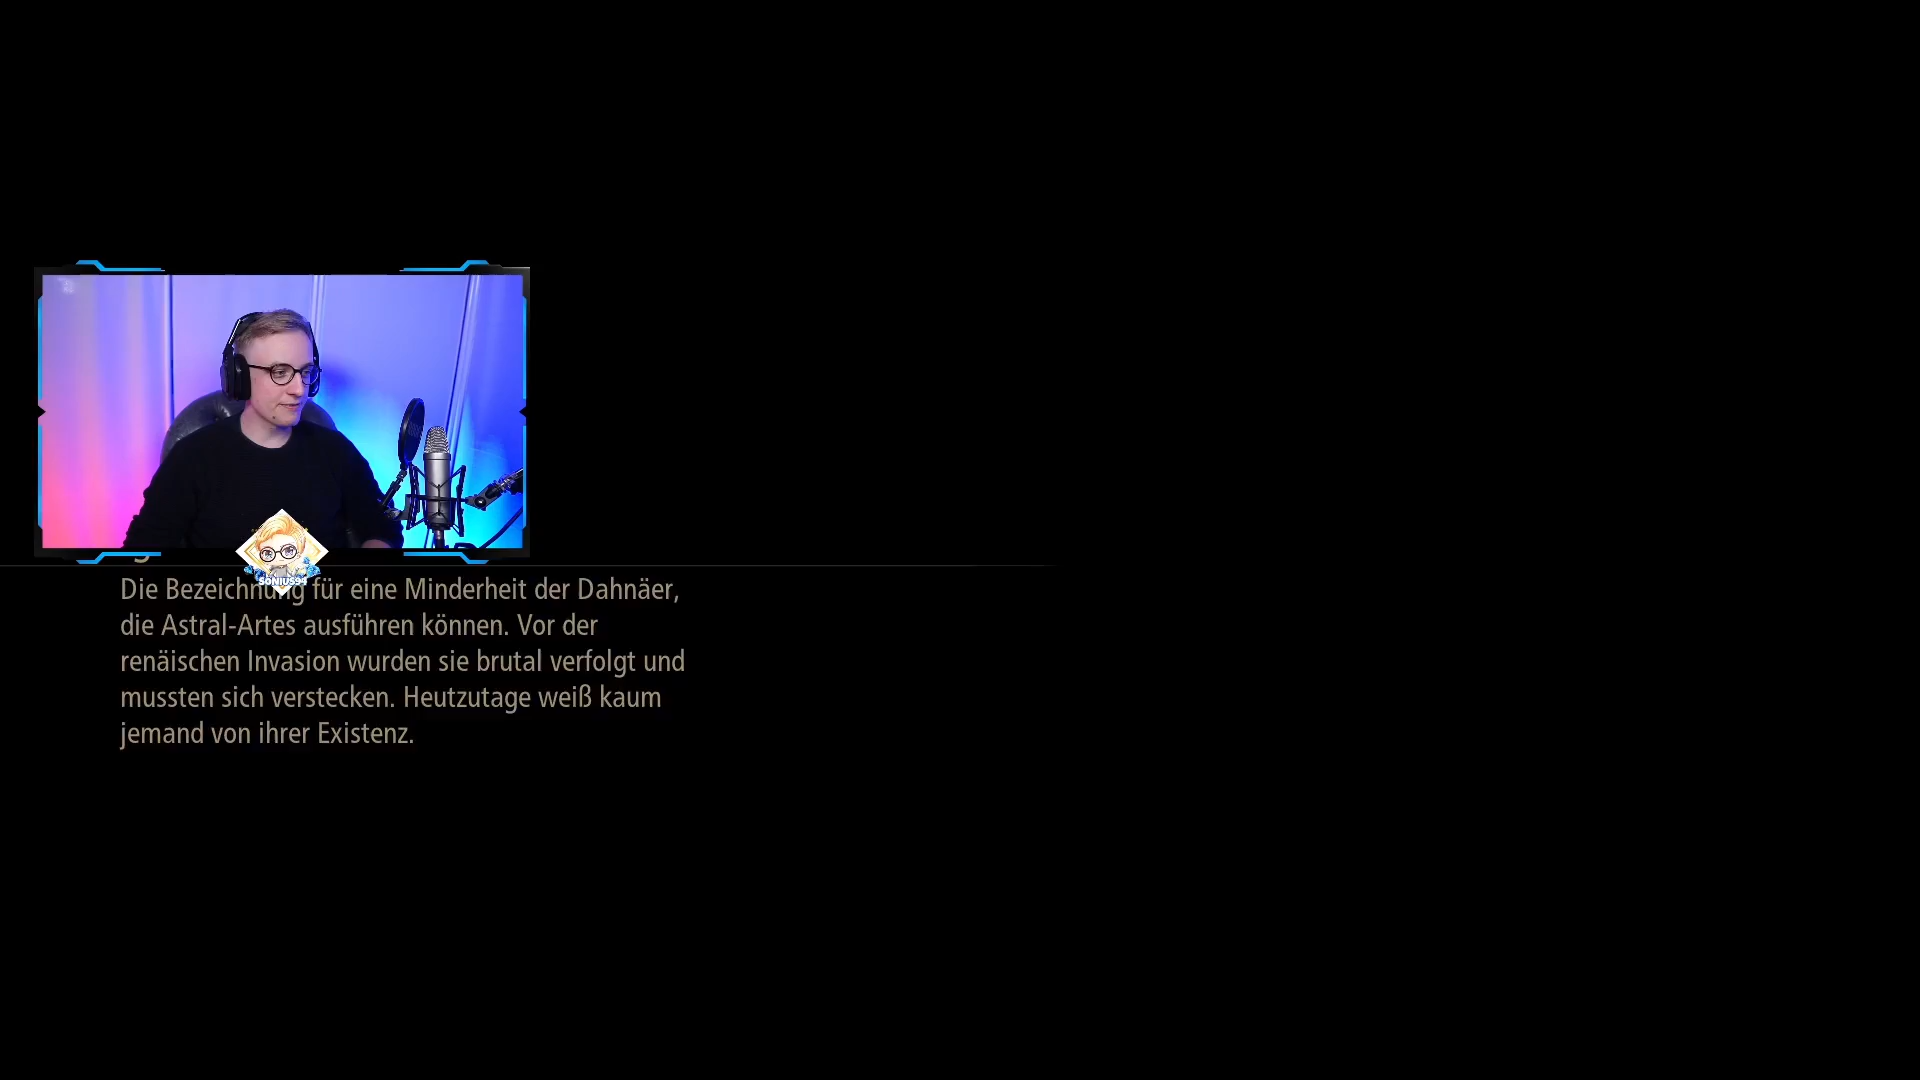 SONIUS94
Die Bezeichnung für eine Minderheit der Dahnäer,
die Astral-Artes ausführen können. Vor der
renäischen Invasion wurden sie brutal verfolgt und
mussten sich verstecken. Heutzutage weiß kaum
jemand von ihrer Existenz.